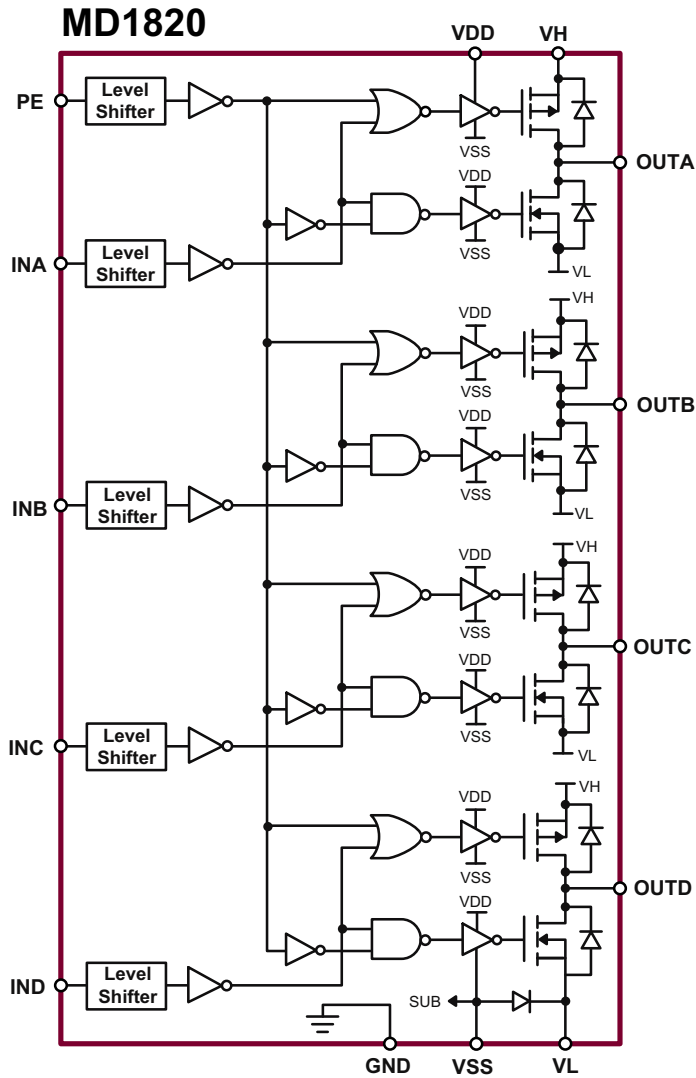 MD1820
VDD
VH
PE
Level
Shifter
VSS
OUTA
VDD
INA
Level
Shifter
VSS
VL
VH
VDD
VSS
OUTB
VDD
INB
Level
Shifter
VSS
VL
VH
VDD
VSS
OUTC
VDD
INC
Level
Shifter
VSS
VL
VH
VDD
VSS
OUTD
VDD
IND
Level
Shifter
SUB
GND
VSS
VL